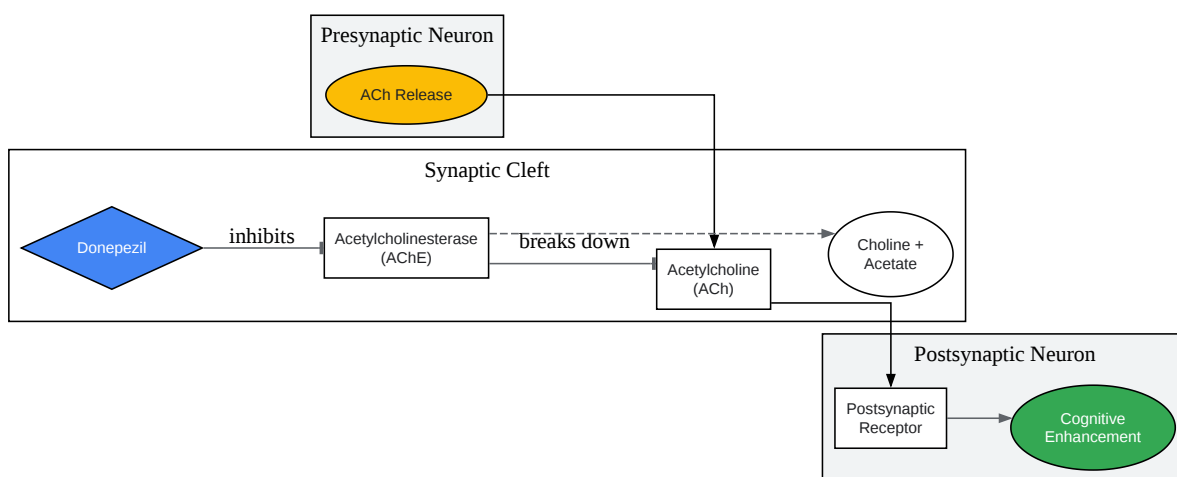 Presynaptic Neuron
ACh Release
Synaptic Cleft
Donepezil
inhibits
Acetylcholinesterase
(AChE)
breaks down
Acetylcholine
(ACh)
Choline +
Acetate
Postsynaptic Neuron
Postsynaptic
Receptor
Cognitive
Enhancement